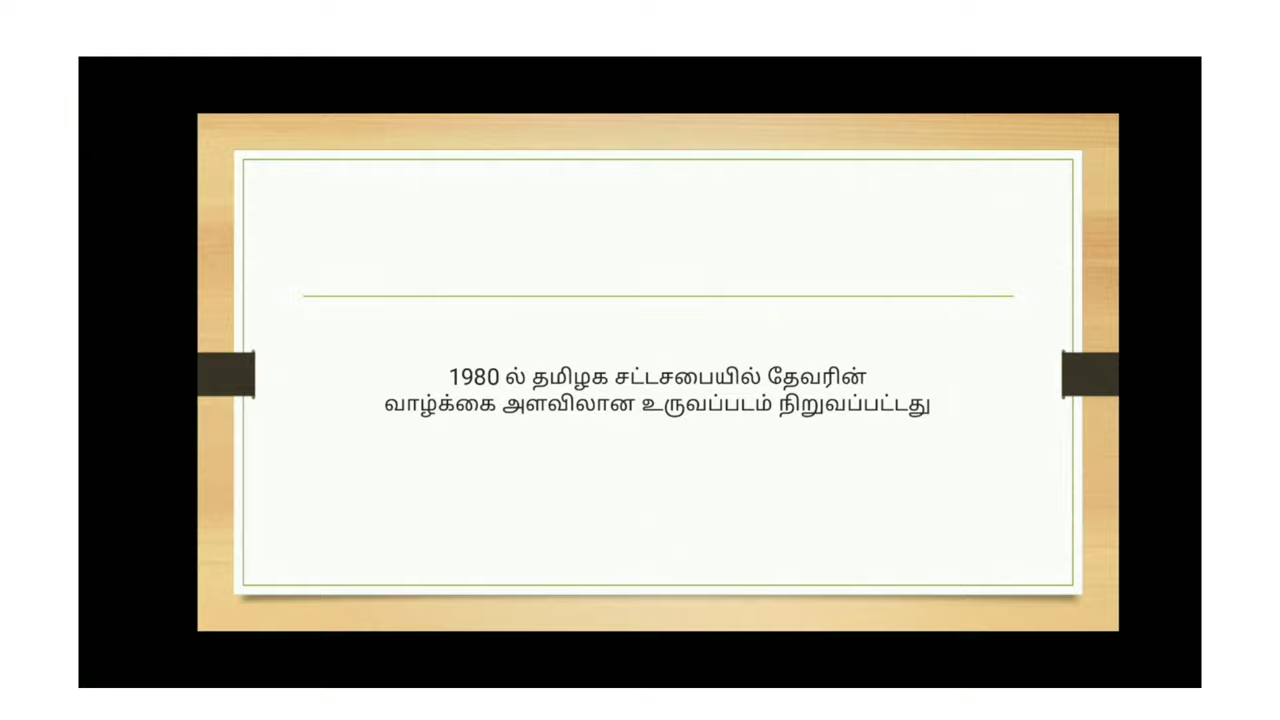 1980 ல் தமிழக சட்டசபையில் தேவரின்
வாழ்க்கை அளவிலான உருவப்படம் நிறுவப்பட்டது